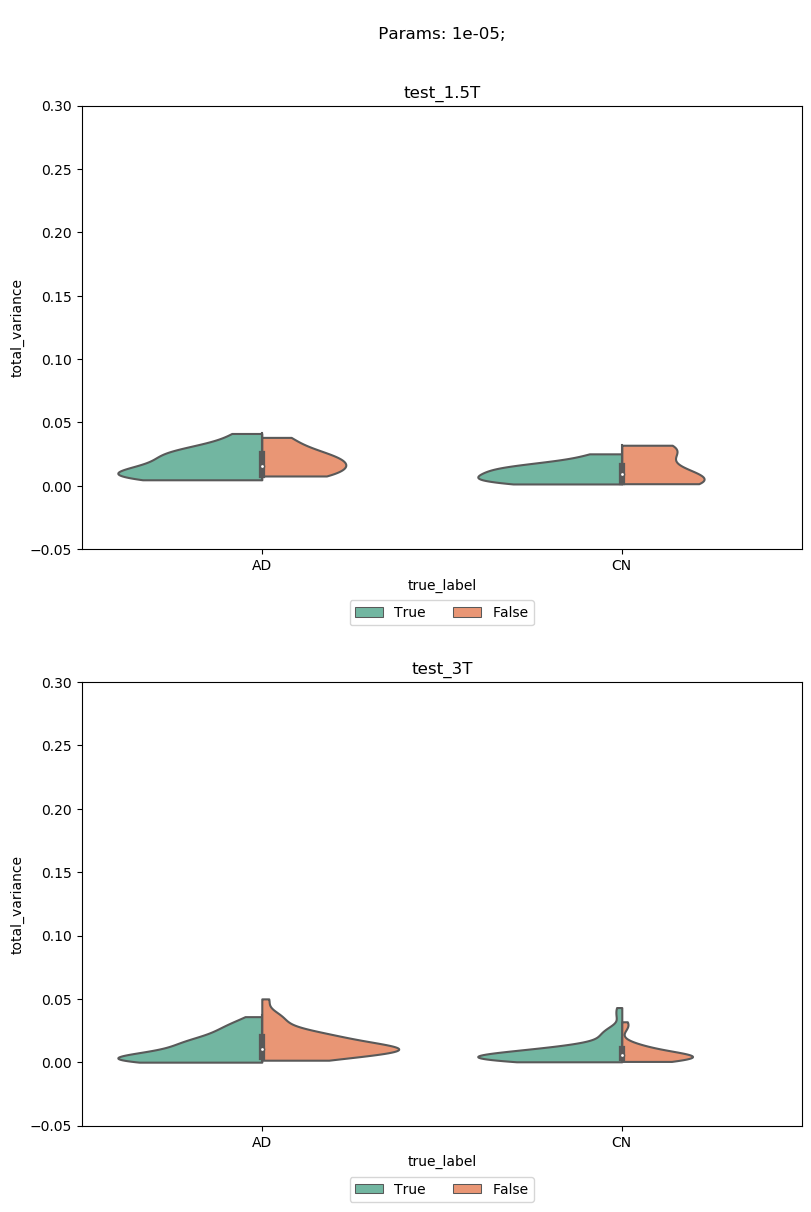 Params: 1e-05;
test_1.5T
0.30
0.25
0.20
0.15
0.10
0.05
0.00
−0.05
total_variance
AD
CN
true_label
True
False
test_3T
0.30
0.25
0.20
0.15
0.10
0.05
0.00
−0.05
total_variance
AD
CN
true_label
True
False